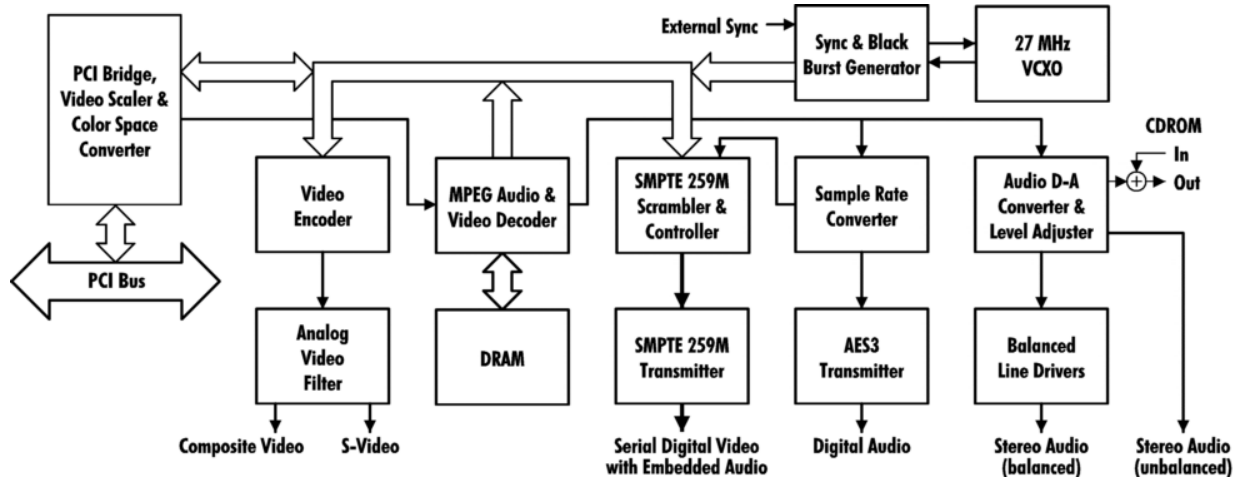 External Sync
Sync & Black
Burst Generator
27 MHz
VCXO
PCI Bridge,
Video Scaler &
Color Space
Converter
CDROM
In
Out
Video
Encoder
MPEG Audio &
Video Decoder
SMPTE 259M
Scrambler &
Controller
Sample Rate
Converter
Audio D-A
Converter &
Level Adjuster
PCI Bus
Analog
Video
Filter
DRAM
SMPTE 259M
Transmitter
AES3
Transmitter
Balanced
Line Drivers
Composite Video
S-Video
Serial Digital Video
with Embedded Audio
Digital Audio
Stereo Audio
(balanced)
Stereo Audio
(unbalanced)